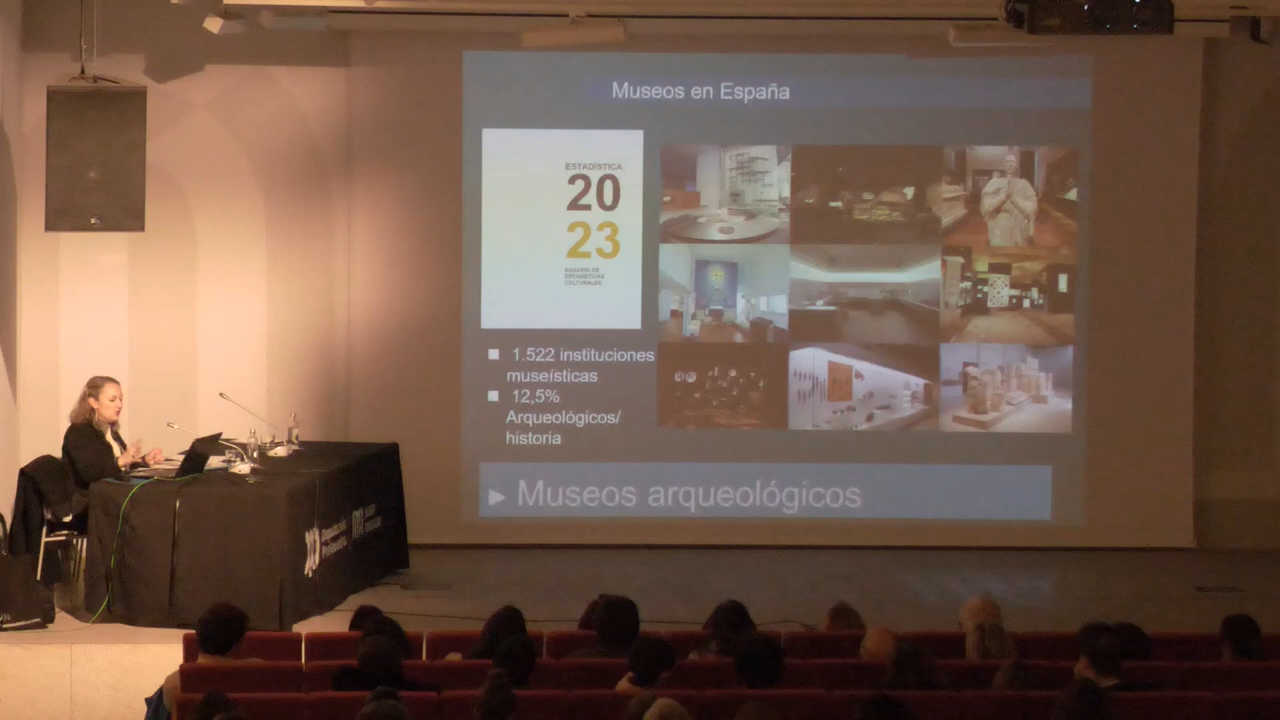 Museos en España
ESTADÍSTICA
20
23
ANUARIO DE
ESTADÍSTICAS
CULTURALES
1.522 instituciones
museísticas
12,5%
Arqueológicos/
historia
Museos arqueológicos